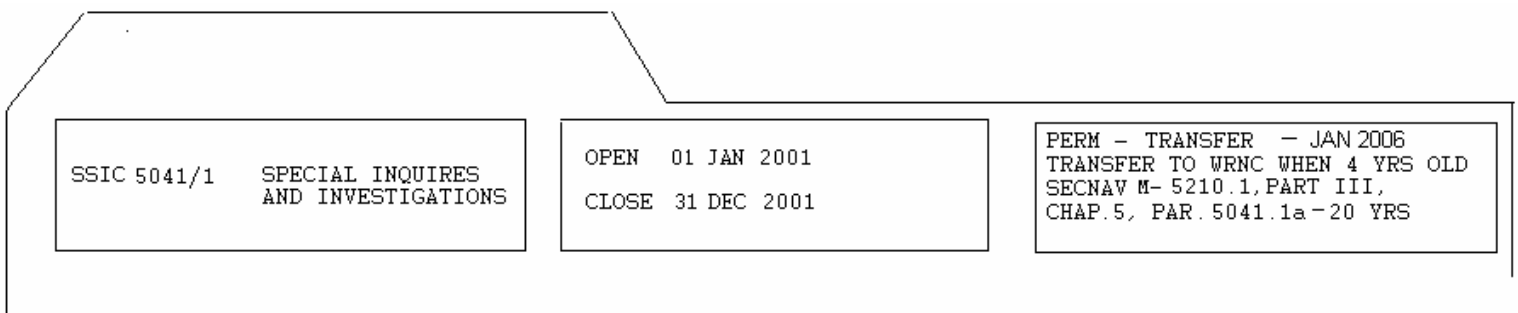 SSIC 5041/1 SPECIAL INQUIRES
AND INVESTIGATIONS
OPEN 01 JAN 2001
CLOSE 31 DEC 2001
PERM - TRANSFER - JAN 2006
TRANSFER TO WRNC WHEN 4 YRS OLD
SECNAV M- 5210.1, PART III,
CHAP.5, PAR. 5041.1a-20 YRS